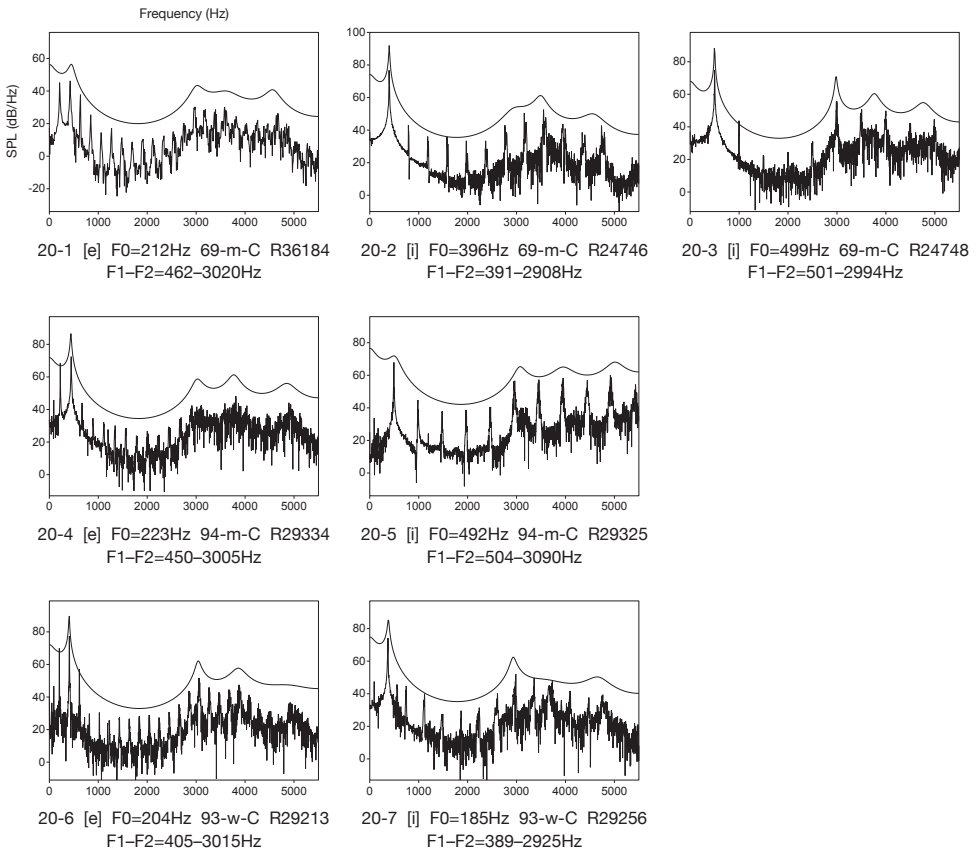 Frequency (Hz)
SPL (dB/Hz)
60
40
20
0
-20
0 1000 2000 3000 4000 5000
100
80
60
40
20
0
0 1000 2000 3000 4000 5000
80
60
40
20
0
0 1000 2000 3000 4000 5000
20-1 [e] F0=212Hz 69-m-C R36184
F1–F2=462–3020Hz
20-2 [i] F0=396Hz 69-m-C R24746
F1–F2=391–2908Hz
20-3 [i] F0=499Hz 69-m-C R24748
F1–F2=501–2994Hz
80
60
40
20
0
0 1000 2000 3000 4000 5000
80
60
40
20
0
0 1000 2000 3000 4000 5000
20-4 [e] F0=223Hz 94-m-C R29334
F1–F2=450–3005Hz
20-5 [i] F0=492Hz 94-m-C R29325
F1–F2=504–3090Hz
80
60
40
20
0
0 1000 2000 3000 4000 5000
80
60
40
20
0
0 1000 2000 3000 4000 5000
20-6 [e] F0=204Hz 93-w-C R29213
F1–F2=405–3015Hz
20-7 [i] F0=185Hz 93-w-C R29256
F1–F2=389–2925Hz